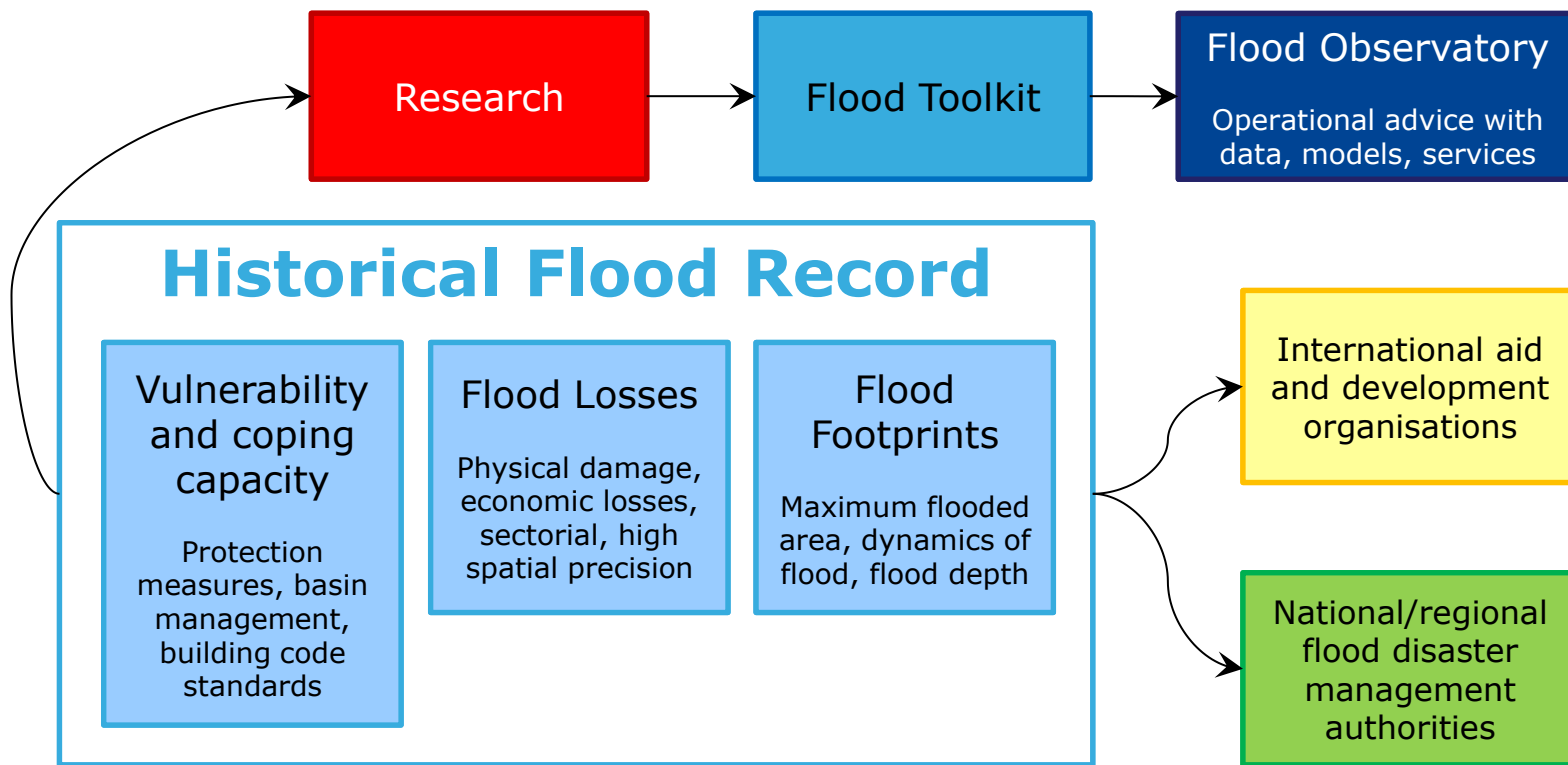 Research
Flood Toolkit
Flood Observatory
Operational advice with
data, models, services
Historical Flood Record
Vulnerability
and coping
capacity
Protection
measures, basin
management,
building code
standards
Flood Losses
Physical damage,
economic losses,
sectorial, high
spatial precision
Flood
Footprints
Maximum flooded
area, dynamics of
flood, flood depth
International aid
and development
organisations
National/regional
flood disaster
management
authorities